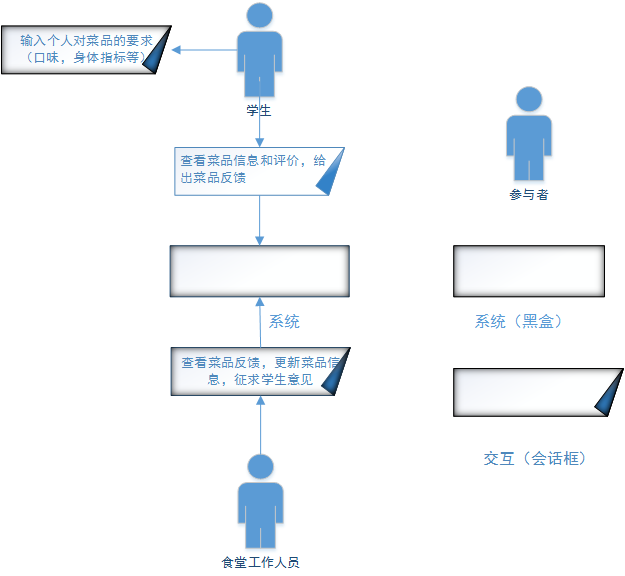 输入个人对菜品的要求
（口味，身体指标等）
学生
查看菜品信息和评价，给
出菜品反馈
参与者
系统
系统（黑盒）
查看菜品反馈，更新菜品信
息，征求学生意见
交互（会话框）
食堂工作人员